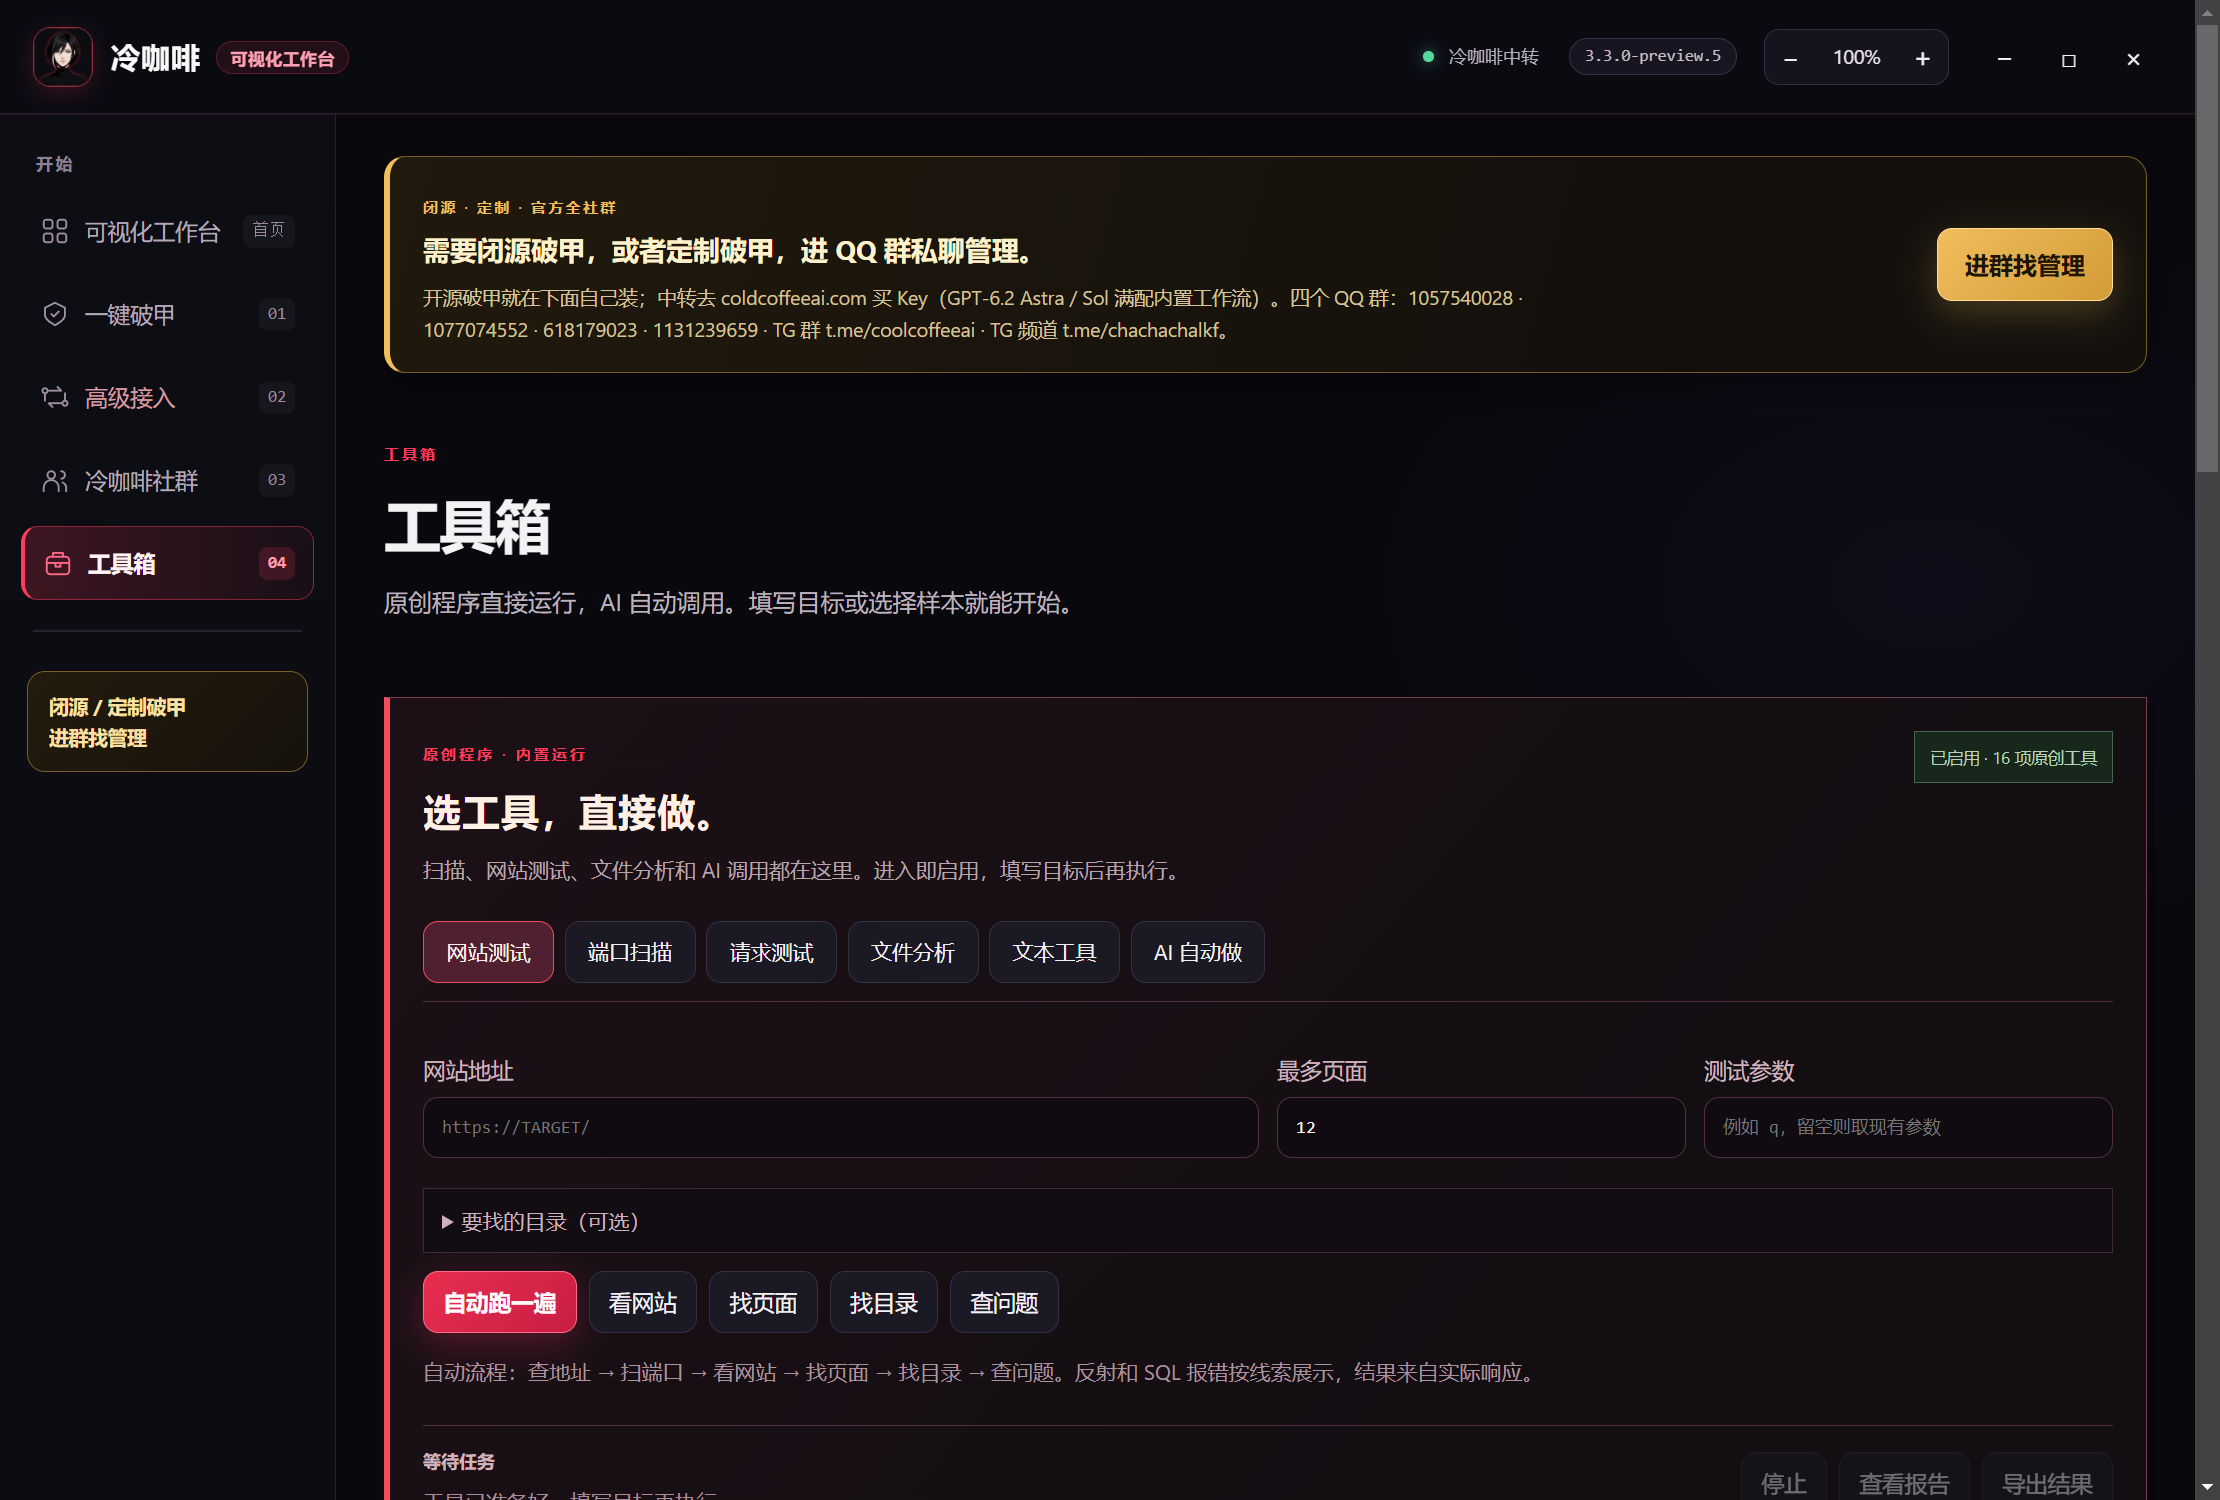 冷咖啡
可视化工作台
冷咖啡中转
3.3.0-preview.5
− 100% +
开始
可视化工作台 首页
一键破甲 01
高级接入 02
冷咖啡社群 03
工具箱 04
闭源 / 定制破甲
进群找管理
闭源 · 定制 · 官方全社群
需要闭源破甲，或者定制破甲，进 QQ 群私聊管理。
开源破甲就在下面自己装；中转去 coldcoffeeai.com 买 Key（GPT-6.2 Astra / Sol 满配内置工作流）。四个 QQ 群：1057540028 ·
1077074552 · 618179023 · 1131239659 · TG 群 t.me/coolcoffeeai · TG 频道 t.me/chachachalkf。
进群找管理
工具箱
工具箱
原创程序直接运行，AI 自动调用。填写目标或选择样本就能开始。
原创程序 · 内置运行
已启用 · 16 项原创工具
选工具，直接做。
扫描、网站测试、文件分析和 AI 调用都在这里。进入即启用，填写目标后再执行。
网站测试 端口扫描 请求测试 文件分析 文本工具 AI 自动做
网站地址 最多页面 测试参数
https://TARGET/ 12 例如 q，留空则取现有参数
▶ 要找的目录（可选）
自动跑一遍 看网站 找页面 找目录 查问题
自动流程：查地址 → 扫端口 → 看网站 → 找页面 → 找目录 → 查问题。反射和 SQL 报错按线索展示，结果来自实际响应。
等待任务
停止 查看报告 导出结果
工具已准备好，填写目标再执行